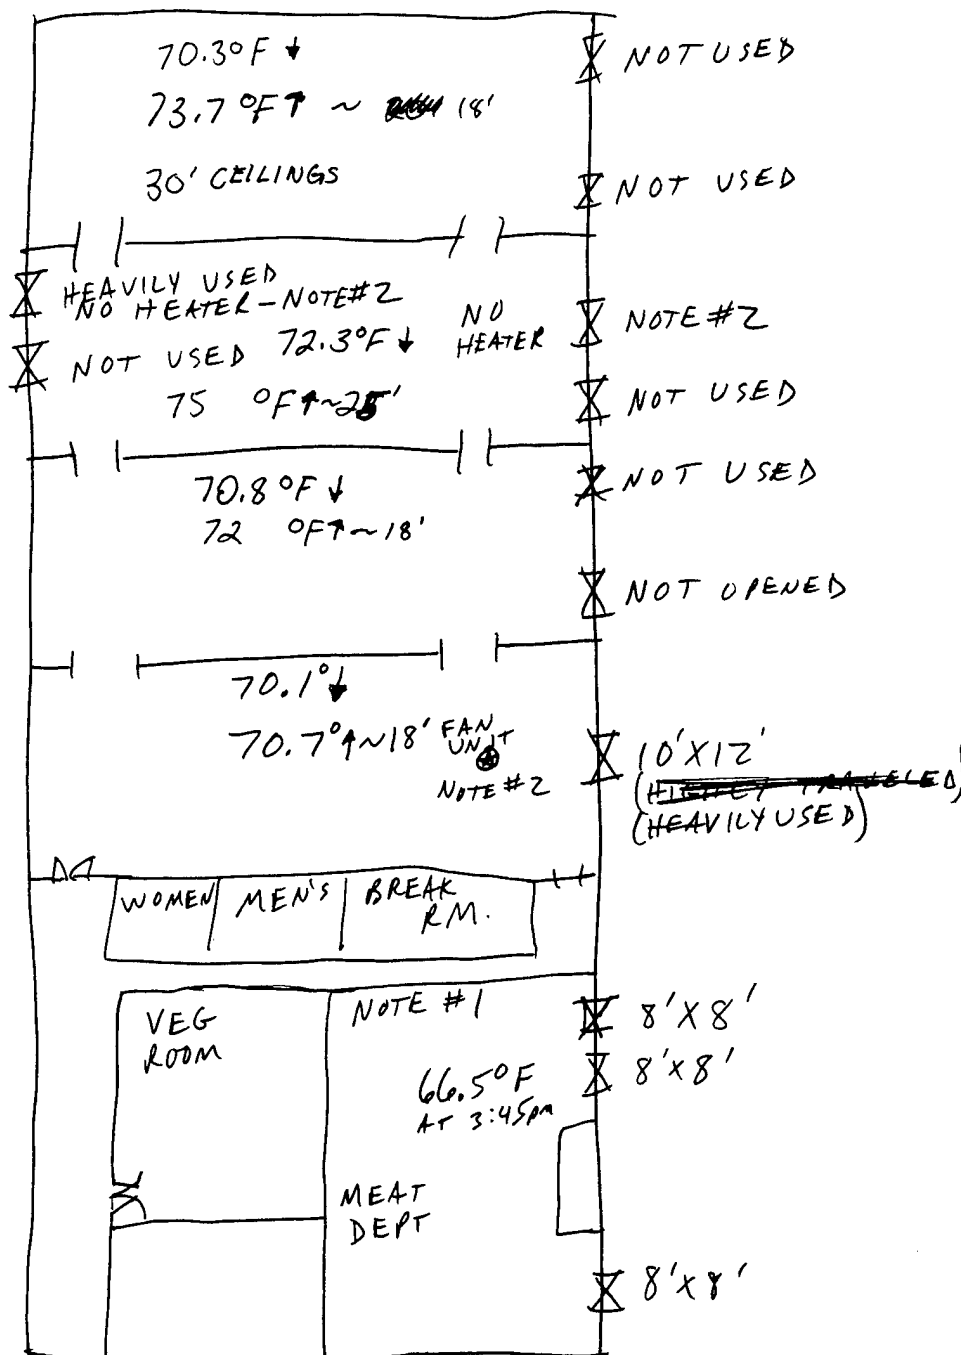 70.3°F ↓
NOT USED
73.7°F↑ ~ 18'
30' CEILINGS
NOT USED
HEAVILY USED
NO HEATER-NOTE#2
NO
HEATER
NOTE #2
NOT USED
72.3°F ↓
75 °F↑~25'
NOT USED
70.8°F ↓
72 °F↑~18'
NOT USED
NOT OPENED
70.1° ↓
70.7°↑~18'
FAN
UNIT
NOTE #2
10'X12'
(HIGHLY TRAVELED)
(HEAVILY USED)
WOMEN
MEN'S
BREAK
RM.
VEG
ROOM
NOTE #1
8'X8'
8'X8'
66.5°F
AT 3:45pm
MEAT
DEPT
8'X8'